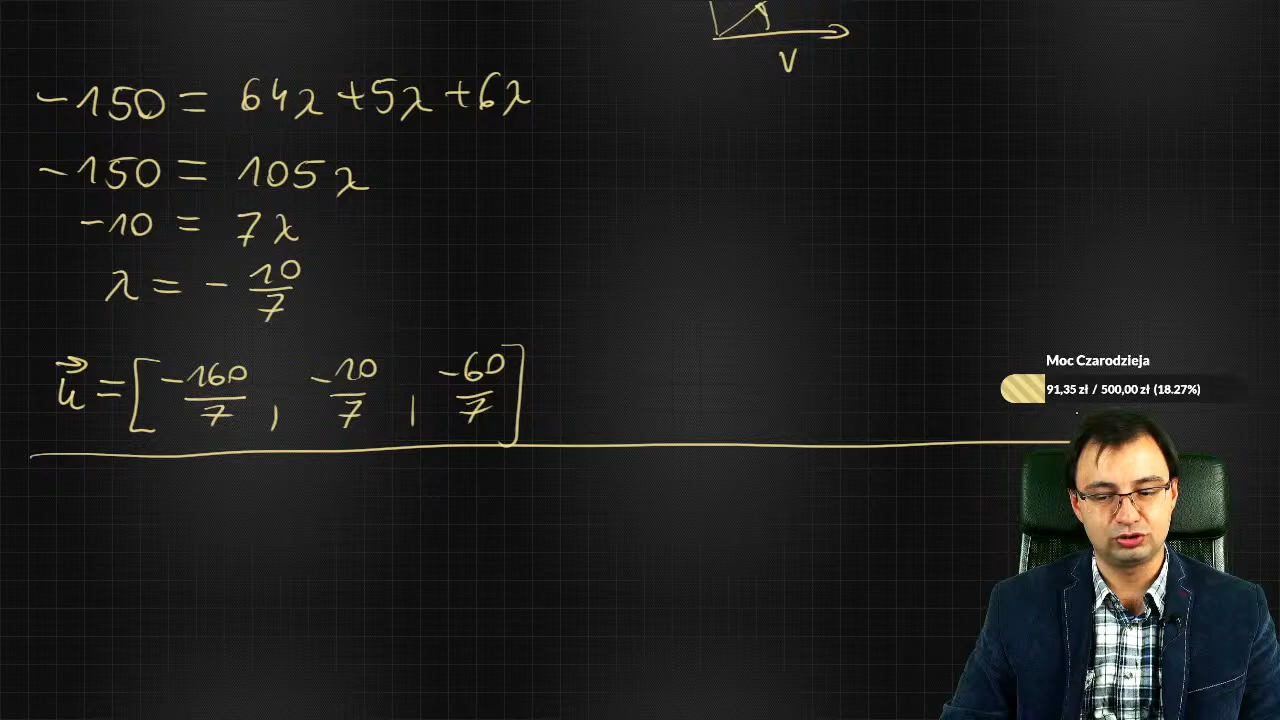 V
-150 = 64λ + 5λ + 6λ
-150 = 105λ
-10 = 7λ
λ = - 10/7
u = [-160/7, -10/7, -60/7]
Moc Czarodzieja
91,35 zł / 500,00 zł (18.27%)